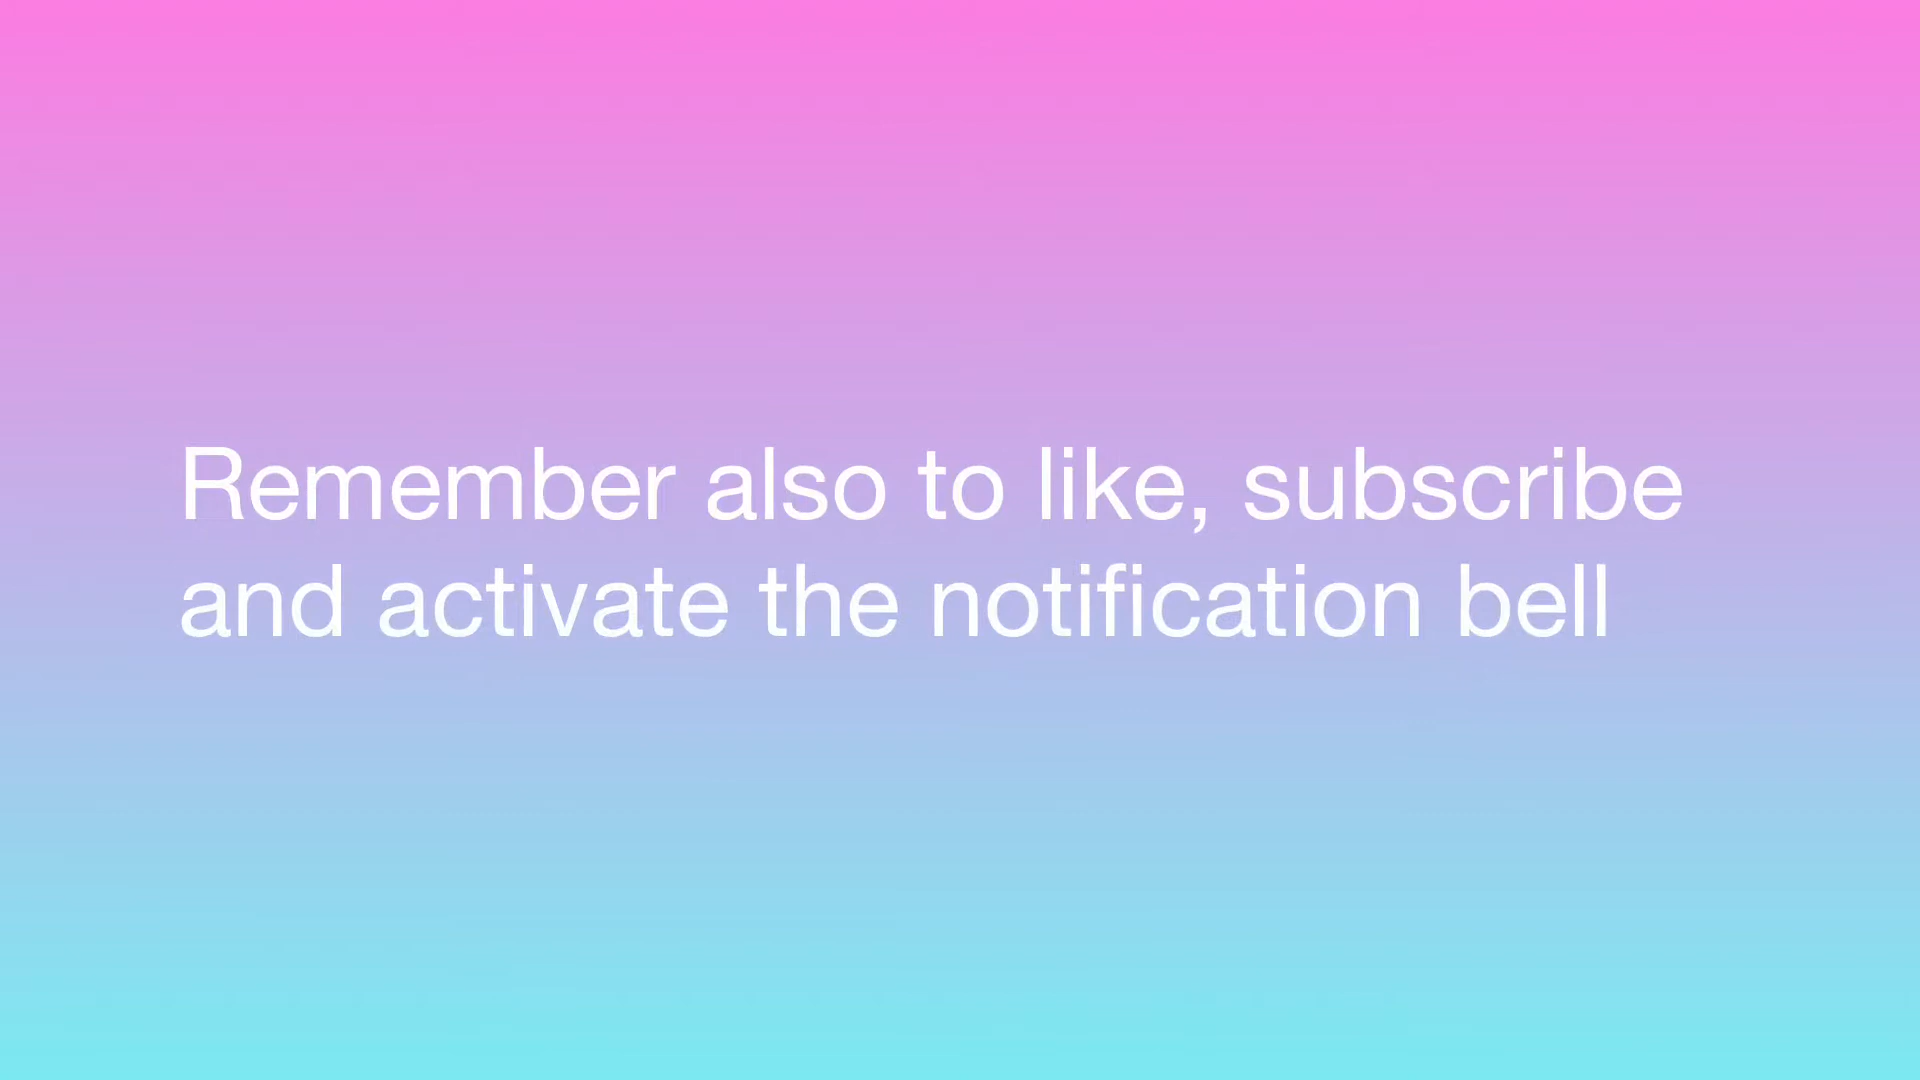 Remember also to like, subscribe
and activate the notification bell